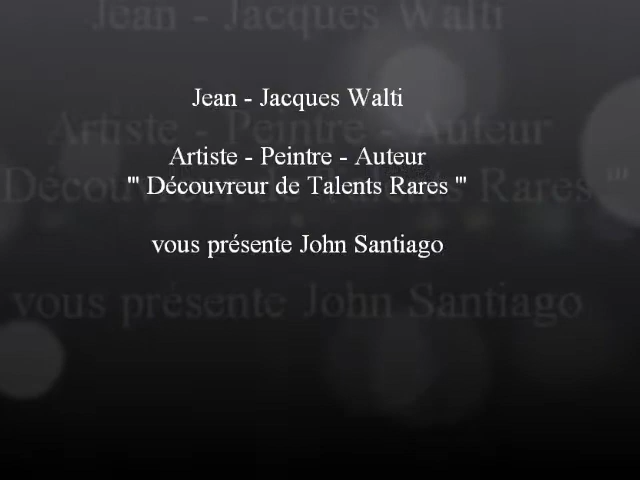 Jean - Jacques Walti
Artiste - Peintre - Auteur
"' Découvreur de Talents Rares "'
vous présente John Santiago